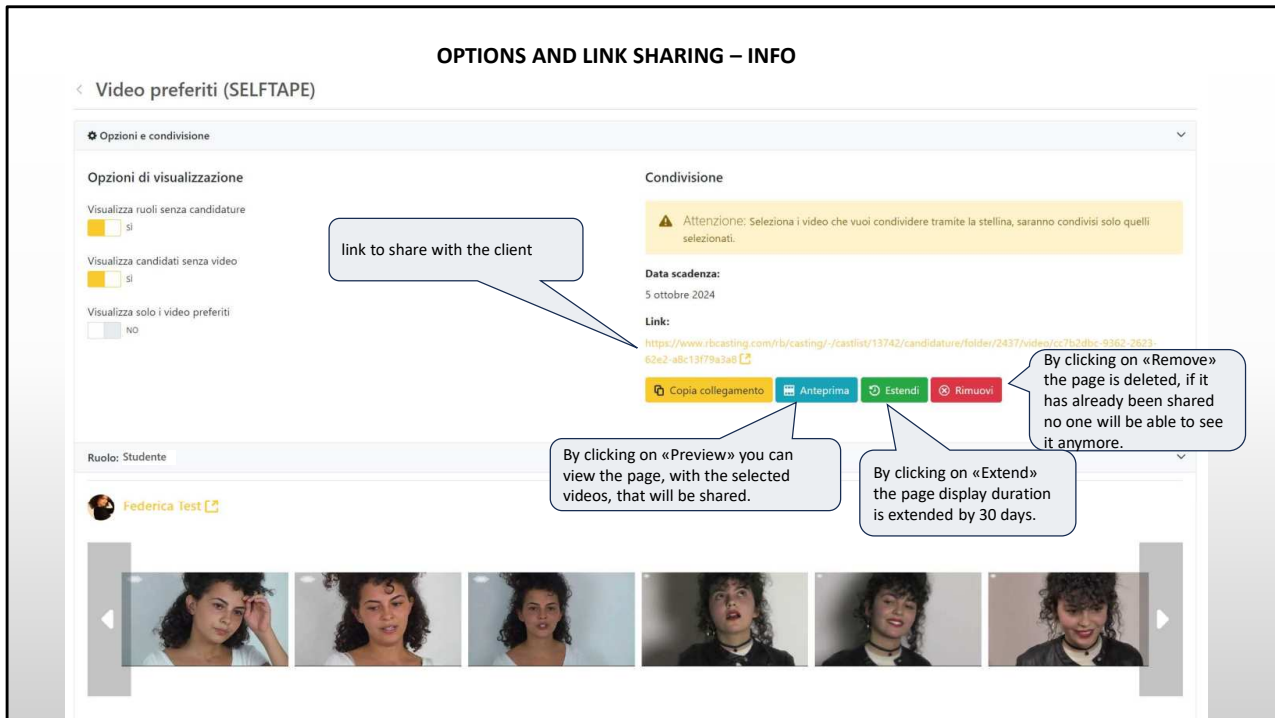 OPTIONS AND LINK SHARING – INFO
Video preferiti (SELFTAPE)
Opzioni e condivisione
Opzioni di visualizzazione
Visualizza ruoli senza candidature
SÌ
Visualizza candidati senza video
SÌ
Visualizza solo i video preferiti
NO
link to share with the client
Condivisione
Attenzione: Seleziona i video che vuoi condividere tramite la stellina, saranno condivisi solo quelli
selezionati.
Data scadenza:
5 ottobre 2024
Link:
https://www.rbcasting.com/rb/casting/-/castlist/13742/candidature/folder/2437/video/cc7b2dbc-9362-2623-
62e2-a8c13f79a3a8
Copia collegamento
Anteprima
Estendi
Rimuovi
By clicking on «Remove»
the page is deleted, if it
has already been shared
no one will be able to see
it anymore.
By clicking on «Preview» you can
view the page, with the selected
videos, that will be shared.
By clicking on «Extend»
the page display duration
is extended by 30 days.
Ruolo: Studente
Federica Test